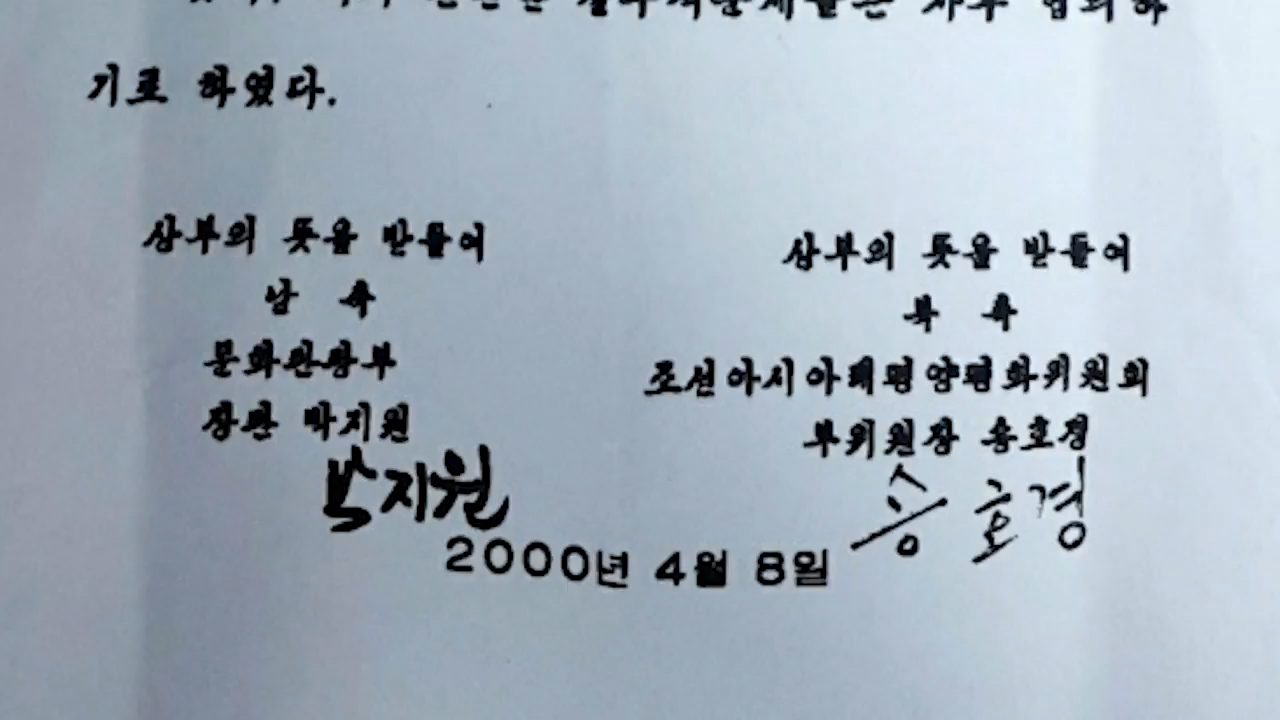 기로 하였다.
상부의 뜻을 받들어
남 측
문화관광부
장관 박지원
박지원
상부의 뜻을 받들어
북 측
조선아시아태평양평화위원회
부위원장 송호경
송호경
2000년 4월 8일